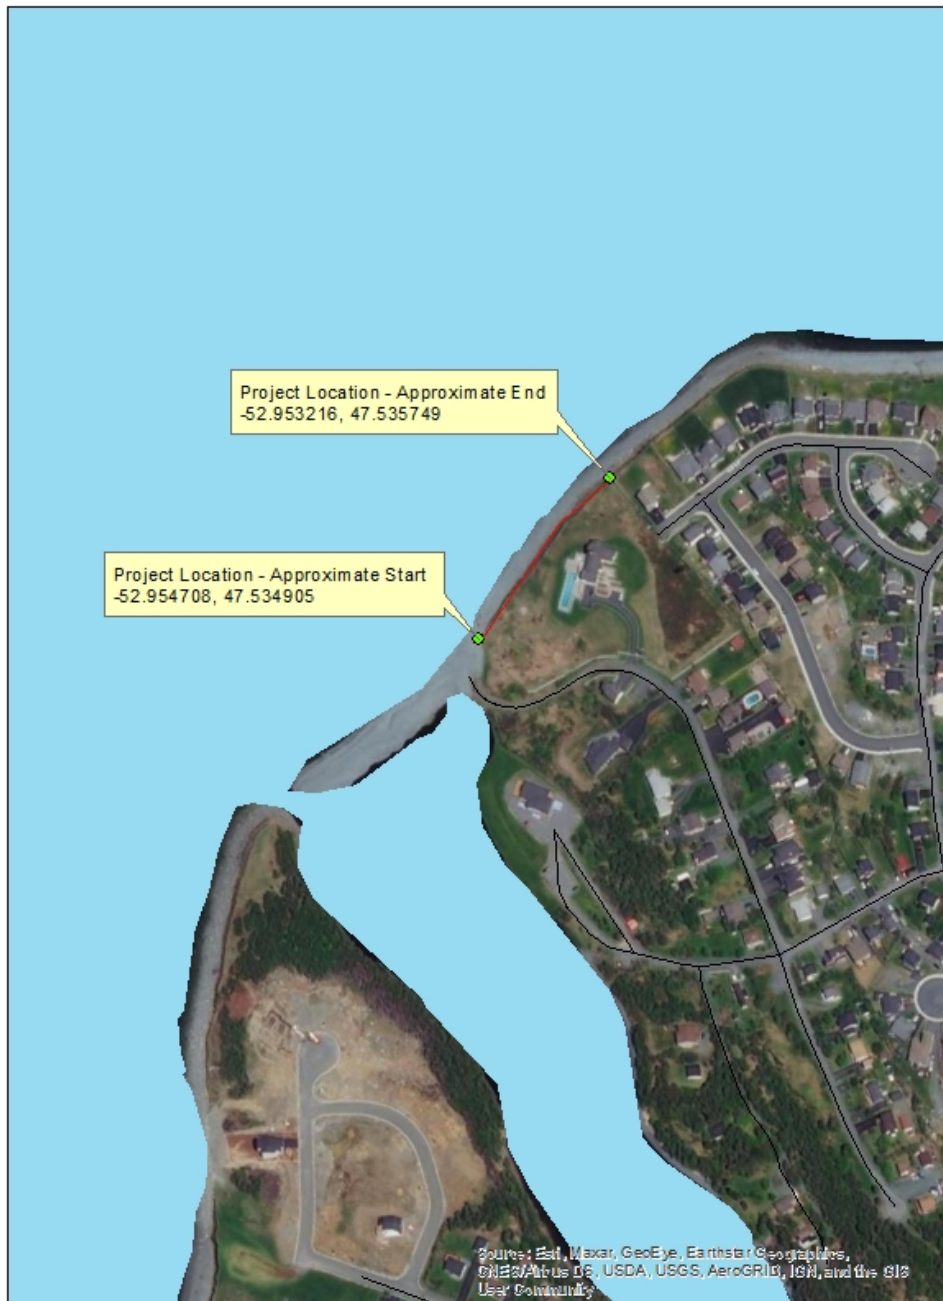 Project Location - Approximate End
-52.953216, 47.535749
Project Location - Approximate Start
-52.954708, 47.534905
Source: Esri, Maxar, GeoEye, Earthstar Geographics,
CNES/Airbus DS, USDA, USGS, AeroGRID, IGN, and the GIS
User Community